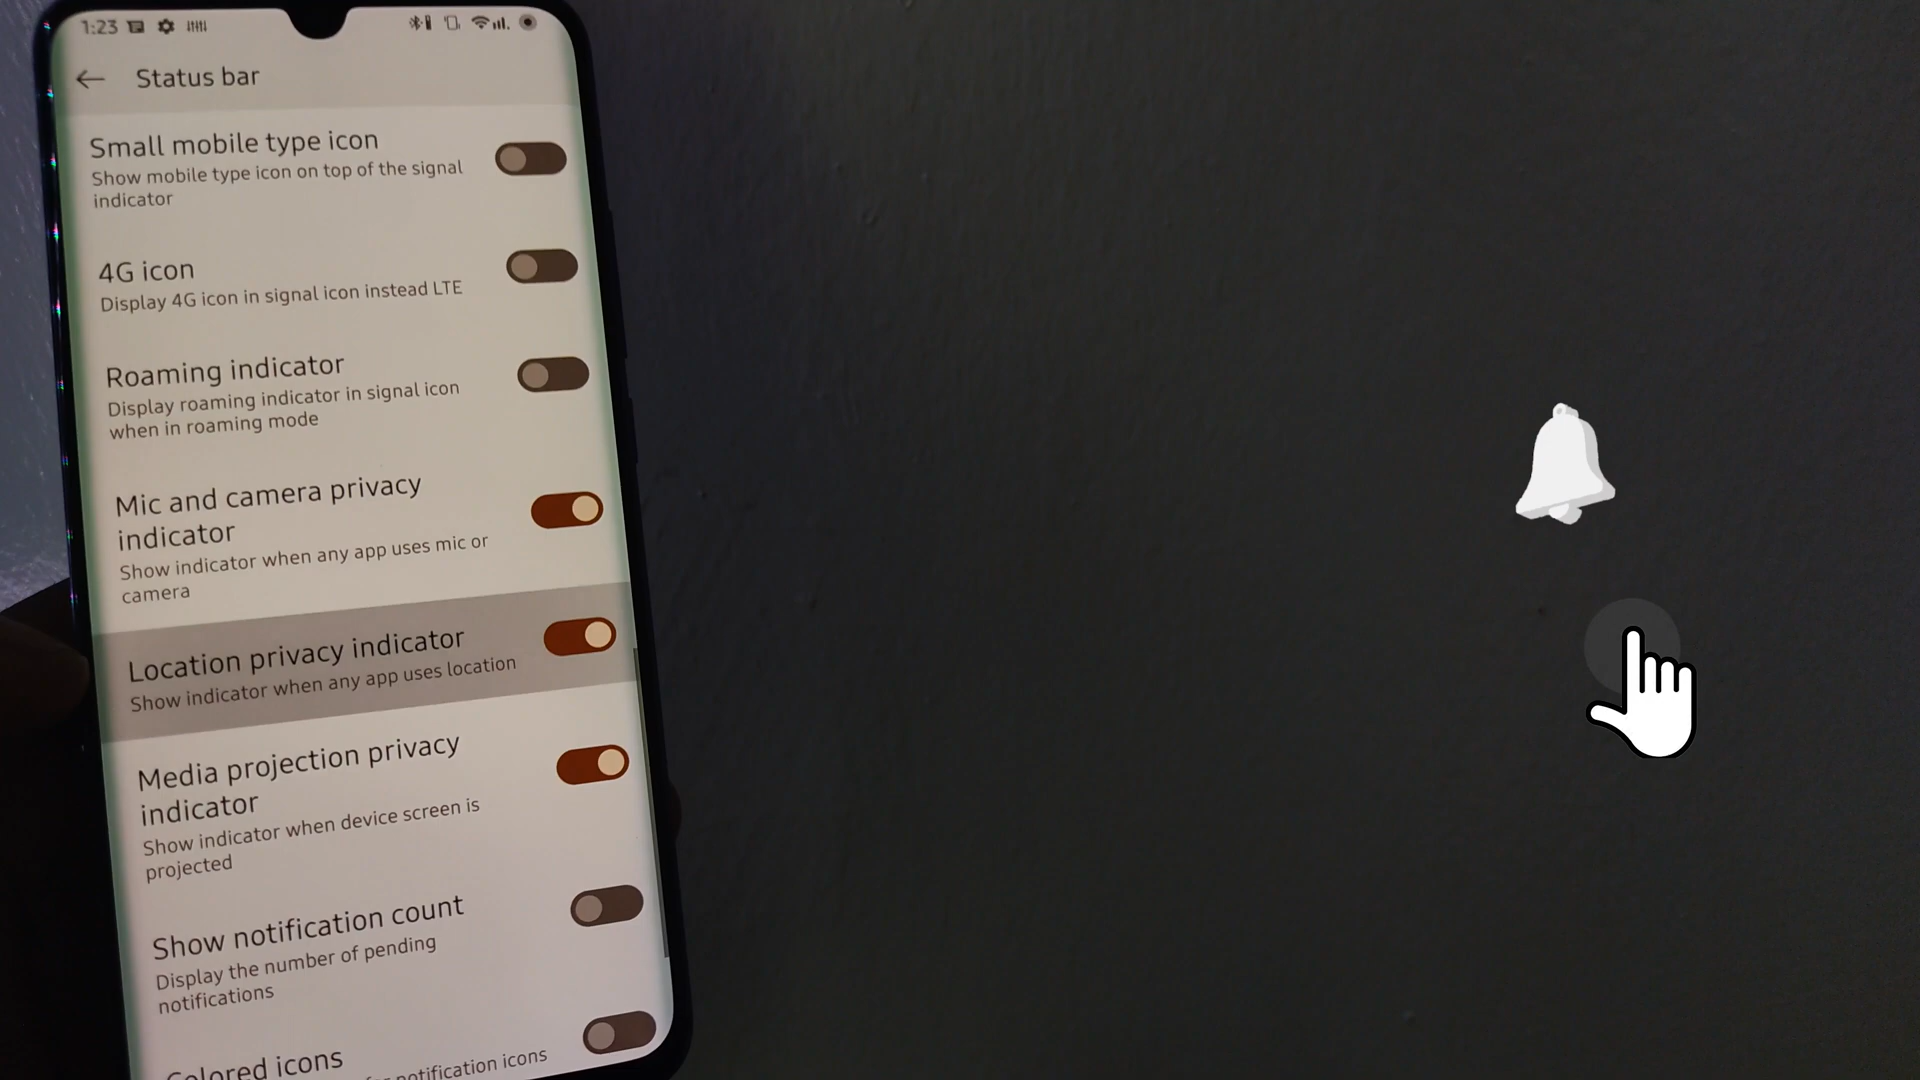 1:23
Status bar
Small mobile type icon
Show mobile type icon on top of the signal
indicator
4G icon
Display 4G icon in signal icon instead LTE
Roaming indicator
Display roaming indicator in signal icon
when in roaming mode
Mic and camera privacy
indicator
Show indicator when any app uses mic or
camera
Location privacy indicator
Show indicator when any app uses location
Media projection privacy
indicator
Show indicator when device screen is
projected
Show notification count
Display the number of pending
notifications
Colored icons
notification icons